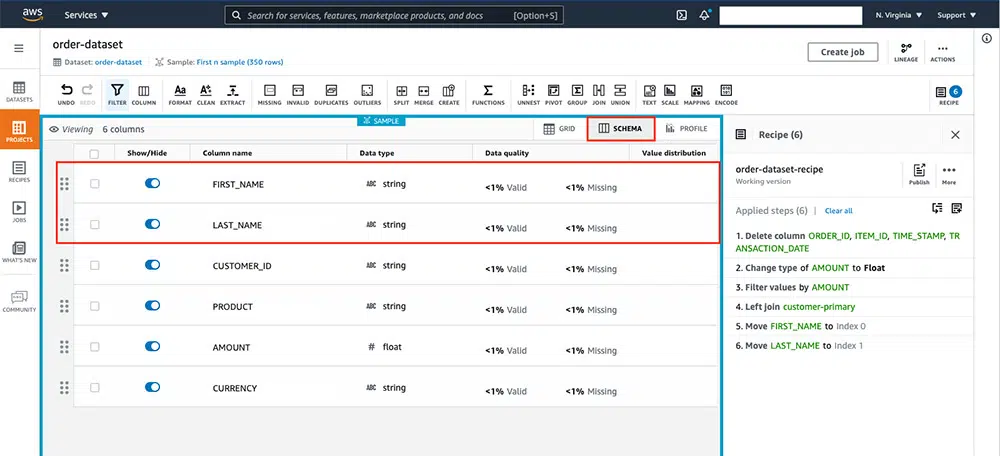 aws
Services ▾
Search for services, features, marketplace products, and docs [Option+S]
N. Virginia ▾
Support ▾
order-dataset
Dataset: order-dataset
Sample: First n sample (350 rows)
Create job
LINEAGE
ACTIONS
DATASETS
PROJECTS
RECIPES
JOBS
WHAT'S NEW
COMMUNITY
UNDO REDO FILTER COLUMN FORMAT CLEAN EXTRACT MISSING INVALID DUPLICATES OUTLIERS SPLIT MERGE CREATE FUNCTIONS UNNEST PIVOT GROUP JOIN UNION TEXT SCALE MAPPING ENCODE
6
RECIPE
Viewing 6 columns
SAMPLE
GRID
SCHEMA
PROFILE
Show/Hide Column name Data type Data quality Value distribution
FIRST_NAME ABC string <1% Valid <1% Missing
LAST_NAME ABC string <1% Valid <1% Missing
CUSTOMER_ID ABC string <1% Valid <1% Missing
PRODUCT ABC string <1% Valid <1% Missing
AMOUNT # float <1% Valid <1% Missing
CURRENCY ABC string <1% Valid <1% Missing
Recipe (6)
order-dataset-recipe
Working version
Publish
More
Applied steps (6) | Clear all
1. Delete column ORDER_ID, ITEM_ID, TIME_STAMP, TR
ANSACTION_DATE
2. Change type of AMOUNT to Float
3. Filter values by AMOUNT
4. Left join customer-primary
5. Move FIRST_NAME to Index 0
6. Move LAST_NAME to Index 1